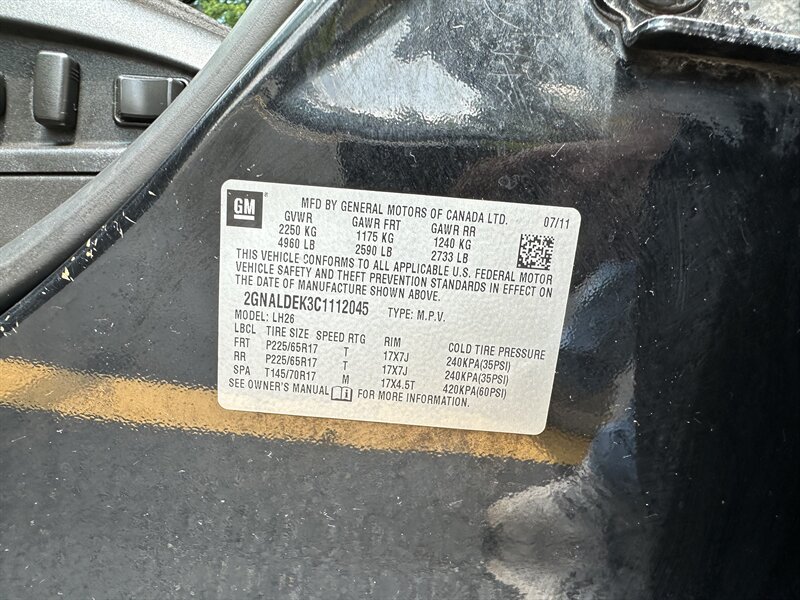 GM
MFD BY GENERAL MOTORS OF CANADA LTD. 07/11
GVWR GAWR FRT GAWR RR
2250 KG 1175 KG 1240 KG
4960 LB 2590 LB 2733 LB
THIS VEHICLE CONFORMS TO ALL APPLICABLE U.S. FEDERAL MOTOR
VEHICLE SAFETY AND THEFT PREVENTION STANDARDS IN EFFECT ON
THE DATE OF MANUFACTURE SHOWN ABOVE.
2GNALDEK3C1112045 TYPE: M.P.V.
MODEL: LH26
LBCL TIRE SIZE SPEED RTG RIM COLD TIRE PRESSURE
FRT P225/65R17 T 17X7J 240KPA(35PSI)
RR P225/65R17 T 17X7J 240KPA(35PSI)
SPA T145/70R17 M 17X4.5T 420KPA(60PSI)
SEE OWNER'S MANUAL FOR MORE INFORMATION.